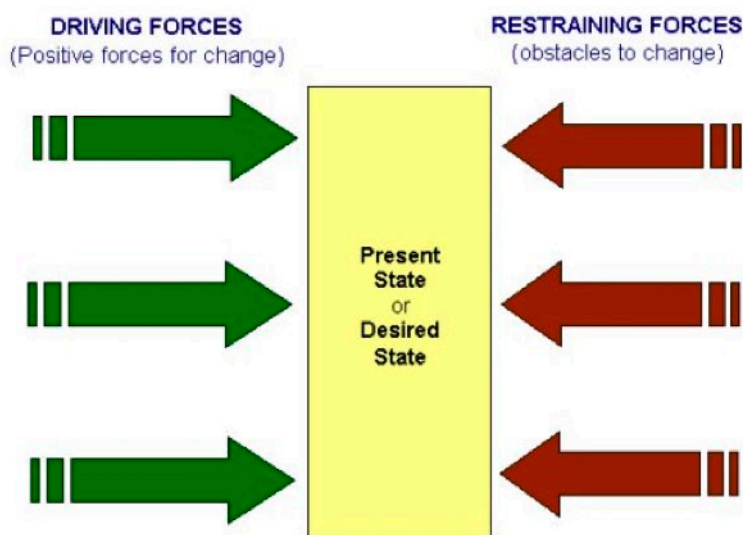 DRIVING FORCES
(Positive forces for change)
RESTRAINING FORCES
(obstacles to change)
Present
State
or
Desired
State